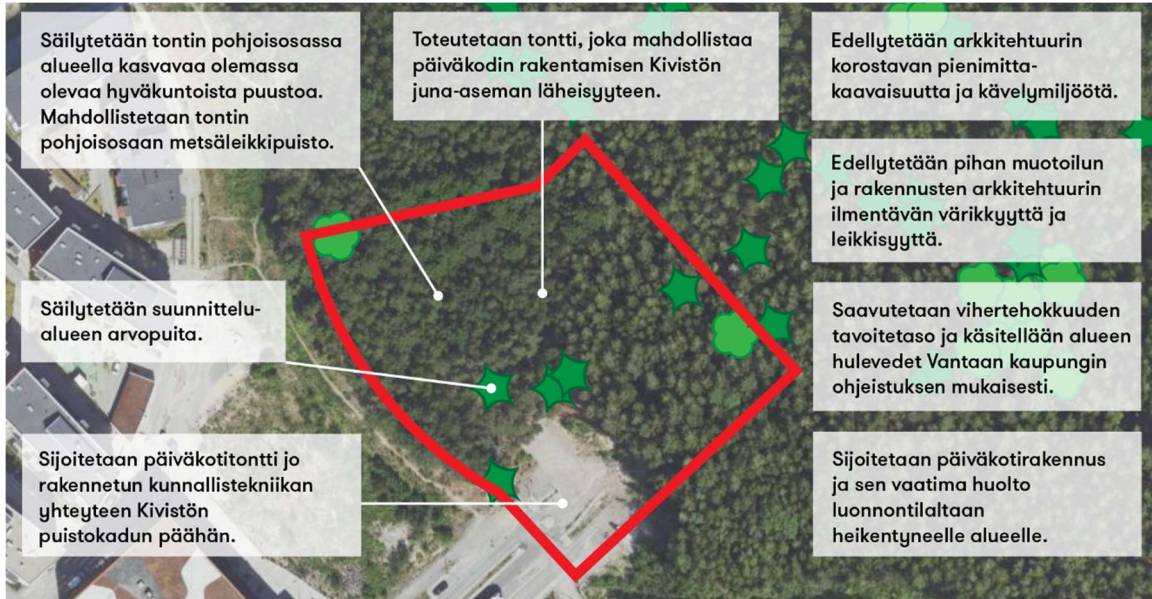 Säilytetään tontin pohjoisosassa
alueella kasvavaa olemassa
olevaa hyväkuntoista puustoa.
Mahdollistetaan tontin
pohjoisosaan metsäleikkipuisto.
Toteutetaan tontti, joka mahdollistaa
päiväkodin rakentamisen Kivistön
juna-aseman läheisyyteen.
Edellytetään arkkitehtuurin
korostavan pienimitta-
kaavaisuutta ja kävelymiljöötä.
Edellytetään pihan muotoilun
ja rakennusten arkkitehtuurin
ilmentävän värikkyyttä ja
leikkisyyttä.
Säilytetään suunnittelu-
alueen arvopuita.
Saavutetaan vihertehokkuuden
tavoitetaso ja käsitellään alueen
hulevedet Vantaan kaupungin
ohjeistuksen mukaisesti.
Sijoitetaan päiväkotitontti jo
rakennetun kunnallistekniikan
yhteyteen Kivistön
puistokadun päähän.
Sijoitetaan päiväkotirakennus
ja sen vaatima huolto
luonnontilaltaan
heikentyneelle alueelle.